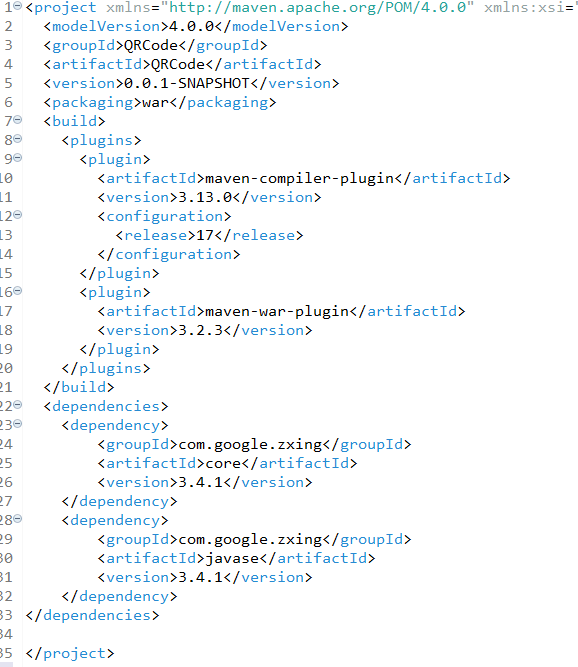 1 <project xmlns="http://maven.apache.org/POM/4.0.0" xmlns:xsi="
2   <modelVersion>4.0.0</modelVersion>
3   <groupId>QRCode</groupId>
4   <artifactId>QRCode</artifactId>
5   <version>0.0.1-SNAPSHOT</version>
6   <packaging>war</packaging>
7   <build>
8     <plugins>
9       <plugin>
10         <artifactId>maven-compiler-plugin</artifactId>
11         <version>3.13.0</version>
12         <configuration>
13           <release>17</release>
14         </configuration>
15       </plugin>
16       <plugin>
17         <artifactId>maven-war-plugin</artifactId>
18         <version>3.2.3</version>
19       </plugin>
20     </plugins>
21   </build>
22   <dependencies>
23     <dependency>
24         <groupId>com.google.zxing</groupId>
25         <artifactId>core</artifactId>
26         <version>3.4.1</version>
27     </dependency>
28     <dependency>
29         <groupId>com.google.zxing</groupId>
30         <artifactId>javase</artifactId>
31         <version>3.4.1</version>
32     </dependency>
33 </dependencies>
34
35 </project>